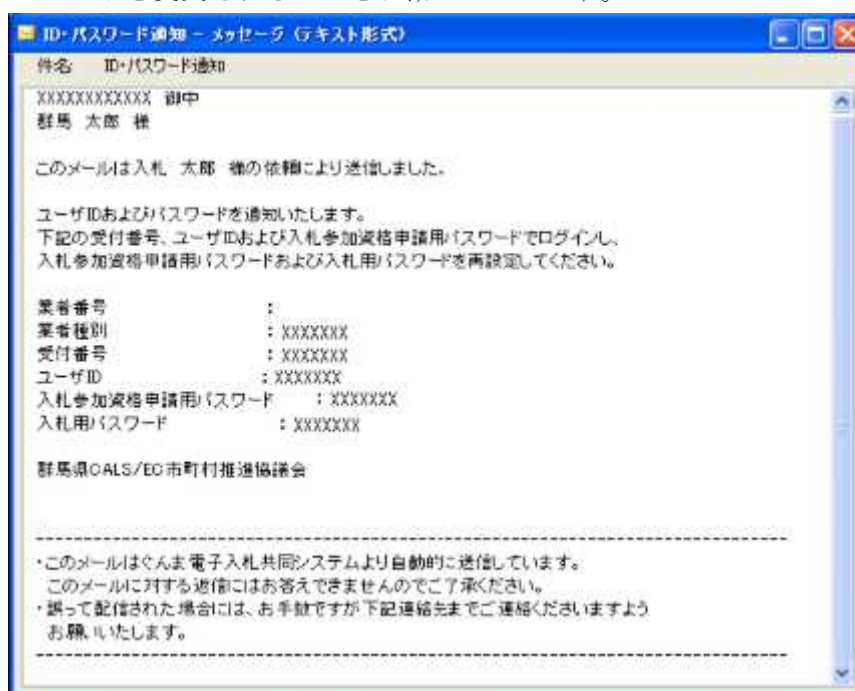 ID・パスワード通知 - メッセージ (テキスト形式)
件名 ID・パスワード通知
XXXXXXXXXXXX 御中
群馬 太郎 様
このメールは入札 太郎 様の依頼により送信しました。
ユーザIDおよびパスワードを通知いたします。
下記の受付番号、ユーザIDおよび入札参加資格申請用パスワードでログインし、
入札参加資格申請用パスワードおよび入札用パスワードを再設定してください。
業者番号 :
業者種別 : XXXXXXX
受付番号 : XXXXXXX
ユーザID : XXXXXXX
入札参加資格申請用パスワード : XXXXXXX
入札用パスワード : XXXXXXX
群馬県CALS/EC市町村推進協議会
--------------------------------------------------------------------------------
・このメールはぐんま電子入札共同システムより自動的に送信しています。
このメールに対する返信にはお答えできませんのでご了承ください。
・誤って配信された場合には、お手数ですが下記連絡先までご連絡くださいますよう
お願いいたします。
--------------------------------------------------------------------------------